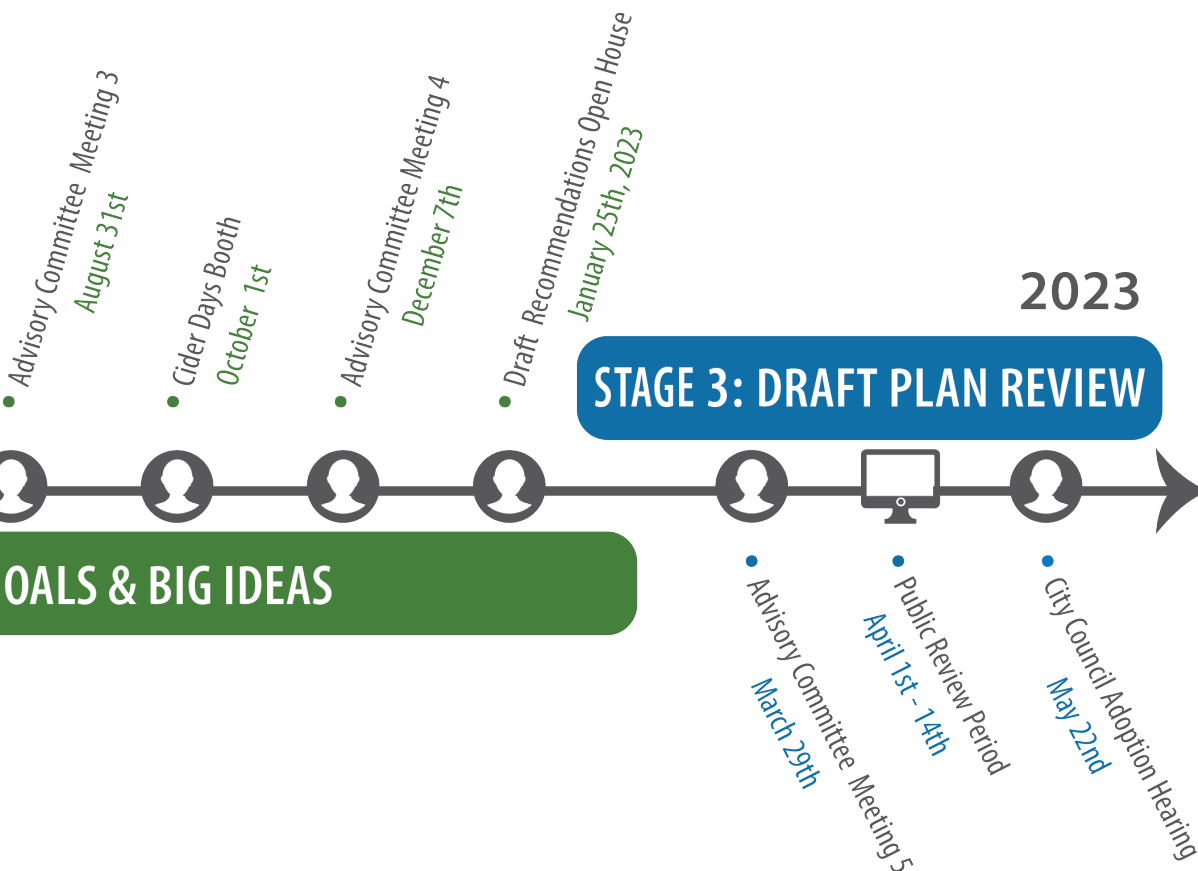 Advisory Committee Meeting 3
August 31st
Cider Days Booth
October 1st
Advisory Committee Meeting 4
December 7th
Draft Recommendations Open House
January 25th, 2023
2023
STAGE 3: DRAFT PLAN REVIEW
OALS & BIG IDEAS
Advisory Committee Meeting 5
March 29th
Public Review Period
April 1st - 14th
City Council Adoption Hearing
May 22nd